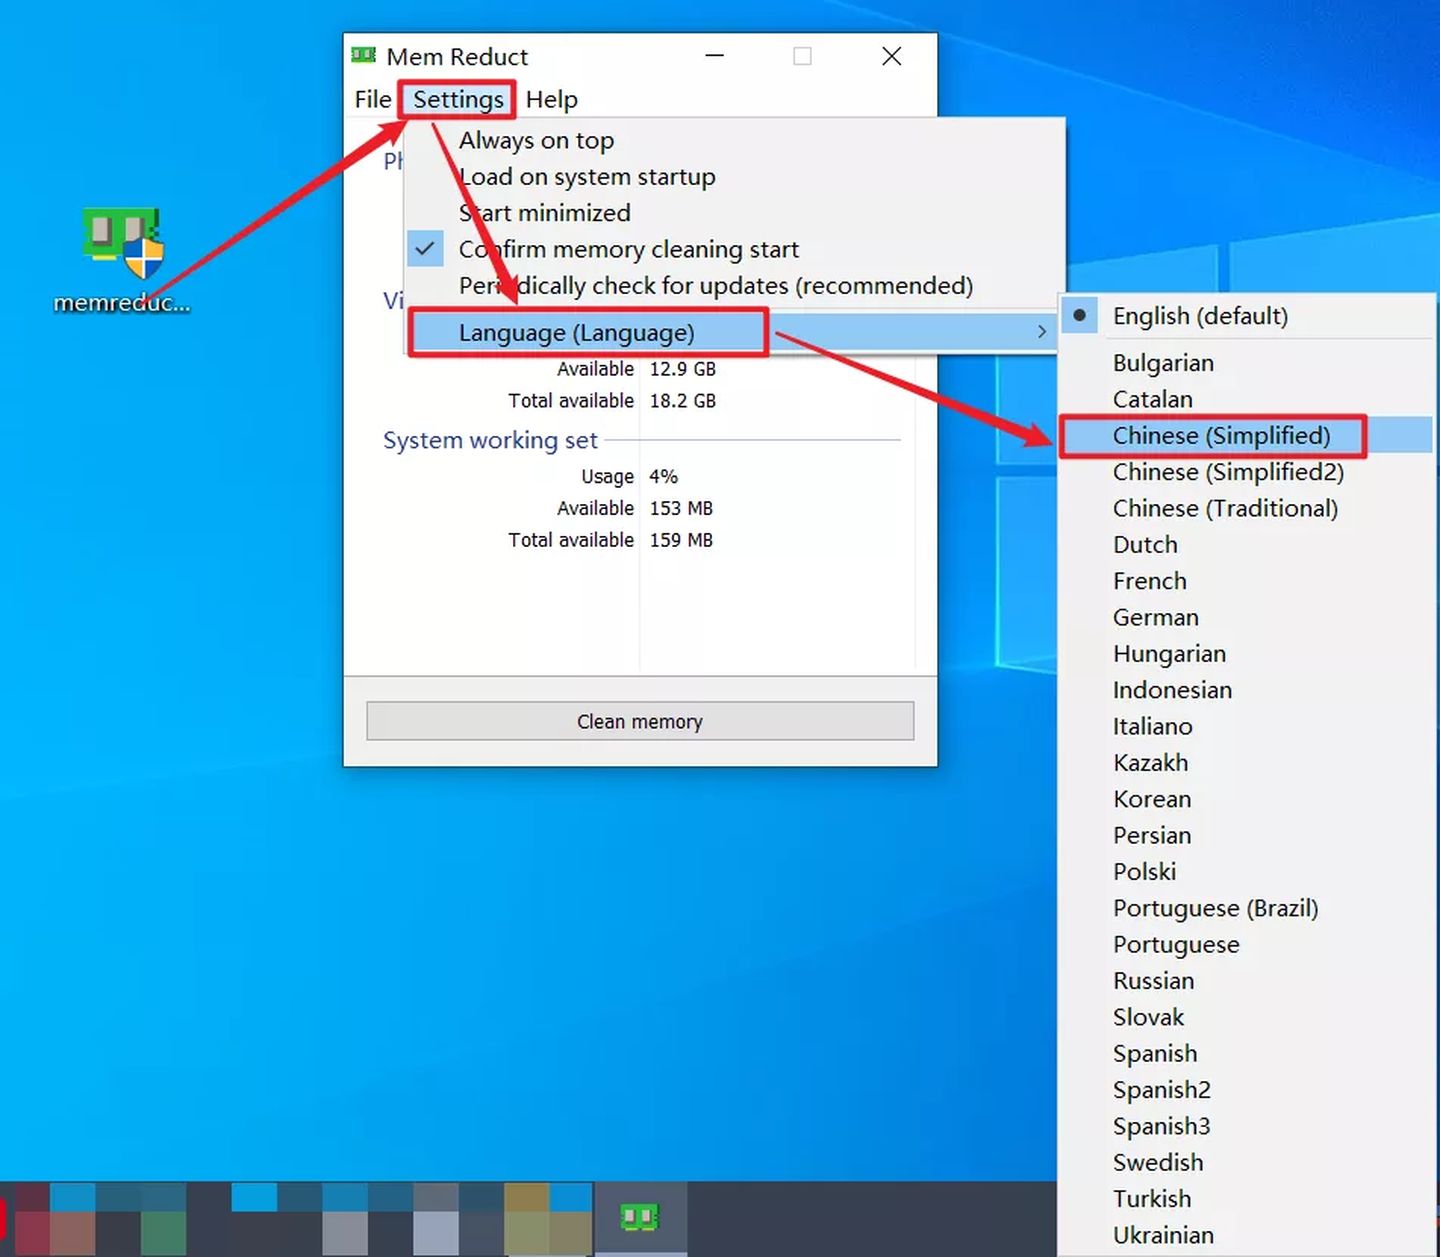 Mem Reduct
File Settings Help
Always on top
Load on system startup
Start minimized
Confirm memory cleaning start
Periodically check for updates (recommended)
Language (Language)
memreduc...
Available 12.9 GB
Total available 18.2 GB
System working set
Usage 4%
Available 153 MB
Total available 159 MB
Clean memory
English (default)
Bulgarian
Catalan
Chinese (Simplified)
Chinese (Simplified2)
Chinese (Traditional)
Dutch
French
German
Hungarian
Indonesian
Italiano
Kazakh
Korean
Persian
Polski
Portuguese (Brazil)
Portuguese
Russian
Slovak
Spanish
Spanish2
Spanish3
Swedish
Turkish
Ukrainian